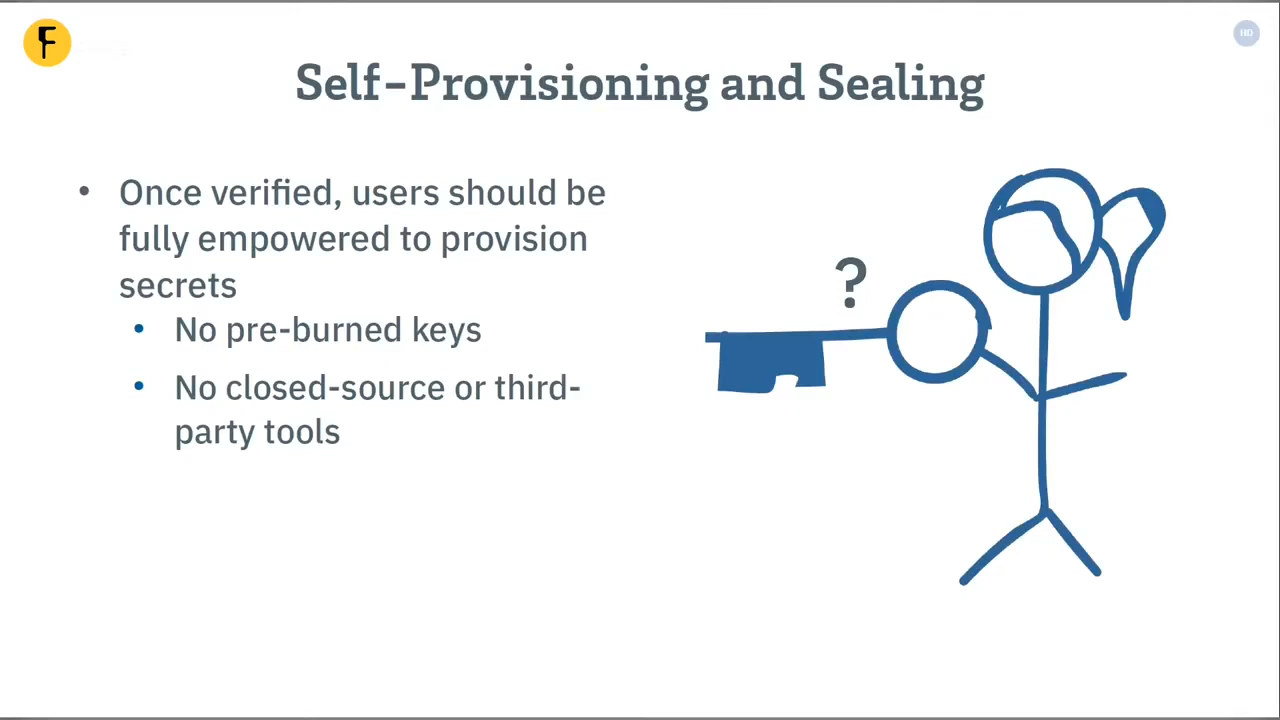 F
HD
Self-Provisioning and Sealing
• Once verified, users should be
fully empowered to provision
secrets
• No pre-burned keys
• No closed-source or third-
party tools
?